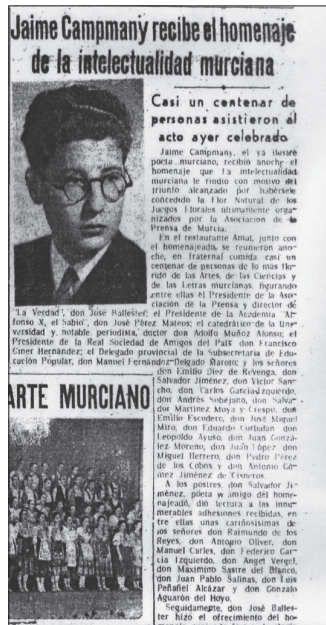 Jaime Campmany recibe el homenaje
de la intelectualidad murciana
Casi un centenar de
personas asistieron al
acto ayer celebrado
Jaime Campmany, el ya ilustre
poeta murciano, recibió anoche el
homenaje que la intelectualidad
murciana le rindió con motivo del
triunfo alcanzado por habérsele
concedido la Flor Natural de los
Juegos Florales últimamente orga-
nizados por la Asociación de la
Prensa de Murcia.
En el restaurante Amat, junto con
el homenajeado, se reunieron ano-
che, en fraternal comida casi un
centenar de personas de lo más flo-
rido de las Artes, de las Ciencias y
de las Letras murcianas, figurando
entre ellas el Presidente de la Aso-
ciación de la Prensa y director de
"La Verdad", don José Ballester; el Presidente de la Academia "Al-
fonso X, el Sabio", don José Pérez Mateos; el catedrático de la Uni-
versidad y notable periodista, doctor don Adolfo Muñoz Alonso; el
Presidente de la Real Sociedad de Amigos del País don Francisco
Giner Hernández; el Delegado provincial de la Subsecretaría de Edu-
cación Popular, don Manuel Fernández-Delgado Maroto; y los señores
don Emilio Díez de Revenga, don
Salvador Jiménez, don Víctor San-
cho, don Carlos García Izquierdo,
don Andrés Sobejano, don Salva-
dor Martínez Moya y Crespo, don
Emilio Escudero, don José Miguel
Miro, don Eduardo
Leopoldo Ayuso, don Juan Gonzá-
lez Moreno, don Juan López don
Miguel Herrero, don Pedro Pérez
de los Cobos y don Antonio Gó-
mez Jiménez de Cisneros.
A los postres, don Salvador Ji-
ménez, poeta y amigo del home-
najeado, dió lectura a las innu-
merables adhesiones recibidas, en-
tre ellas unas cariñosísimas de
los señores don Raimundo de los
Reyes, don Antonio Oliver, don
Manuel Carles, don Federico Gar-
cía Izquierdo, don Angel Vergel,
don Maximino Sastre del Blanco,
don Juan Pablo Salinas, don Luis
Peñafiel Alcázar y don Gonzalo
Aguarón del Hoyo.
Seguidamente, don José Balles-
ter hizo el ofrecimiento del ho-
ARTE MURCIANO